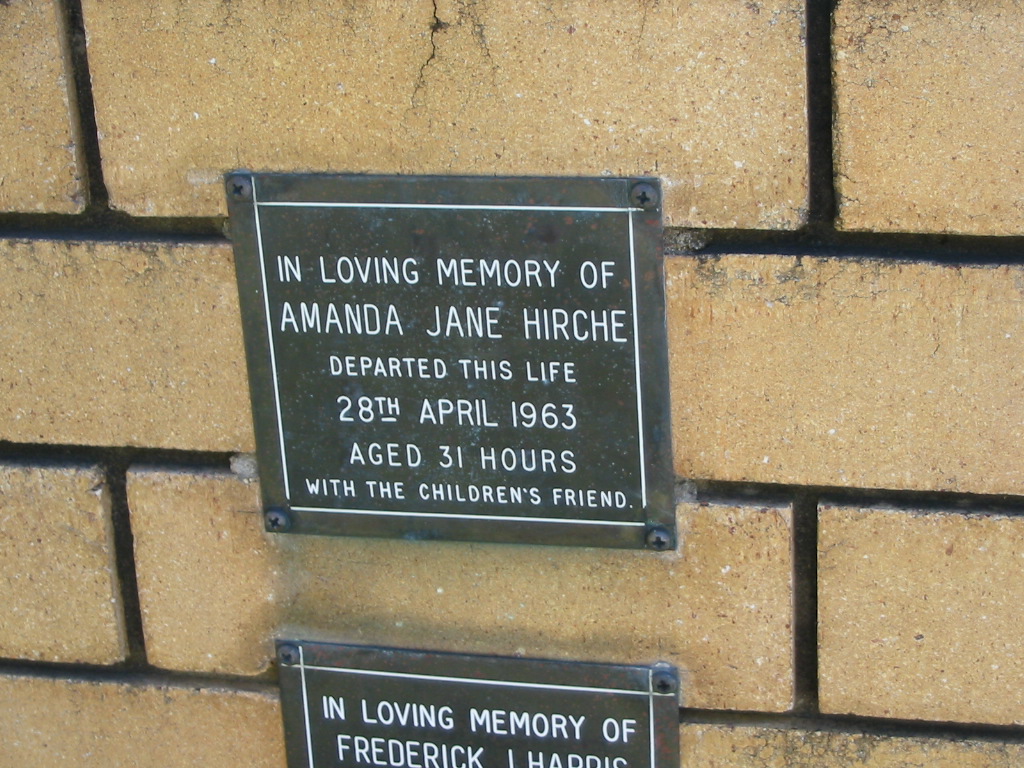 IN LOVING MEMORY OF
AMANDA JANE HIRCHE
DEPARTED THIS LIFE
28TH APRIL 1963
AGED 31 HOURS
WITH THE CHILDREN'S FRIEND.
IN LOVING MEMORY OF
FREDERICK J HARRIS